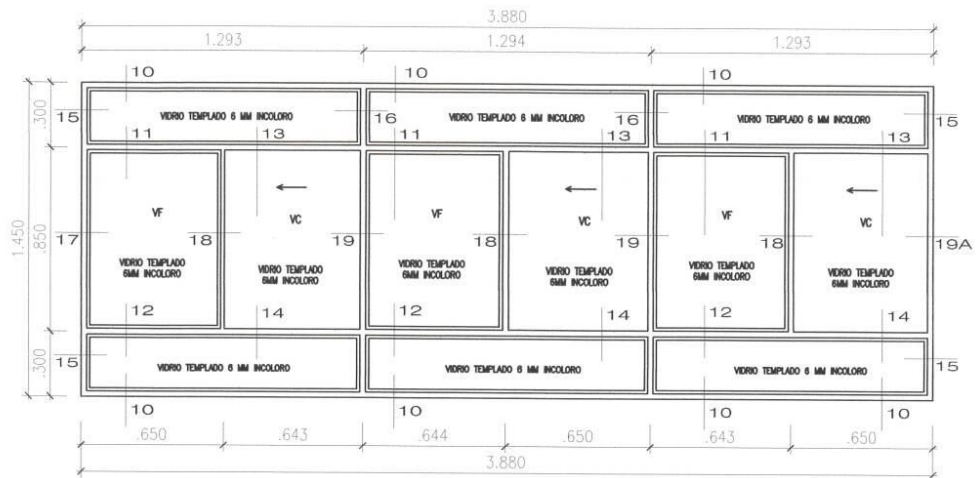 3.880
1.293 1.294 1.293
10 10 10
15 VIDRIO TEMPLADO 6 MM INCOLORO 16 VIDRIO TEMPLADO 6 MM INCOLORO 16 VIDRIO TEMPLADO 6 MM INCOLORO 15
.300
11 13 11 13 11 13
VF VC VF VC VF VC
1.450
.850
17 18 19 18 19 18 19A
VIDRIO TEMPLADO
6MM INCOLORO
VIDRIO TEMPLADO
6MM INCOLORO
VIDRIO TEMPLADO
6MM INCOLORO
VIDRIO TEMPLADO
6MM INCOLORO
VIDRIO TEMPLADO
6MM INCOLORO
VIDRIO TEMPLADO
6MM INCOLORO
12 14 12 14 12 14
.300
15 VIDRIO TEMPLADO 6 MM INCOLORO VIDRIO TEMPLADO 6 MM INCOLORO VIDRIO TEMPLADO 6 MM INCOLORO 15
10 10 10 10
.650 .643 .644 .650 .643 .650
3.880